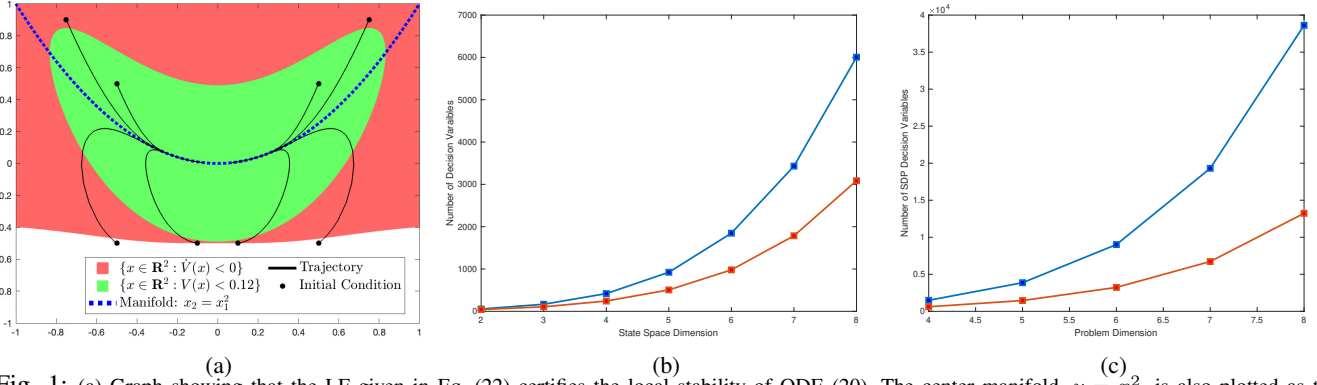 1
0.8
0.6
0.4
0.2
0
0.2
0.4
0.6
0.8
-1
-1 -0.8 -0.6 -0.4 -0.2 0 0.2 0.4 0.6 0.8 1
{x ∈ R² : V̇(x) < 0} Trajectory
{x ∈ R² : V(x) < 0.12} Initial Condition
Manifold: x₂ = x₁²
(a)
Number of Decision Varaibles
7000
6000
5000
4000
3000
2000
1000
0
2 3 4 5 6 7 8
State Space Dimension
(b)
Number of SDP Decision Variables
×10⁴
4
3.5
3
2.5
2
1.5
1
0.5
0
4 4.5 5 5.5 6 6.5 7 7.5 8
Problem Dimension
(c)
Fig. 1: (a) Graph showing that the LF given in Eq. (22) certifies the local stability of ODE (20). The center manifold, is also plotted as